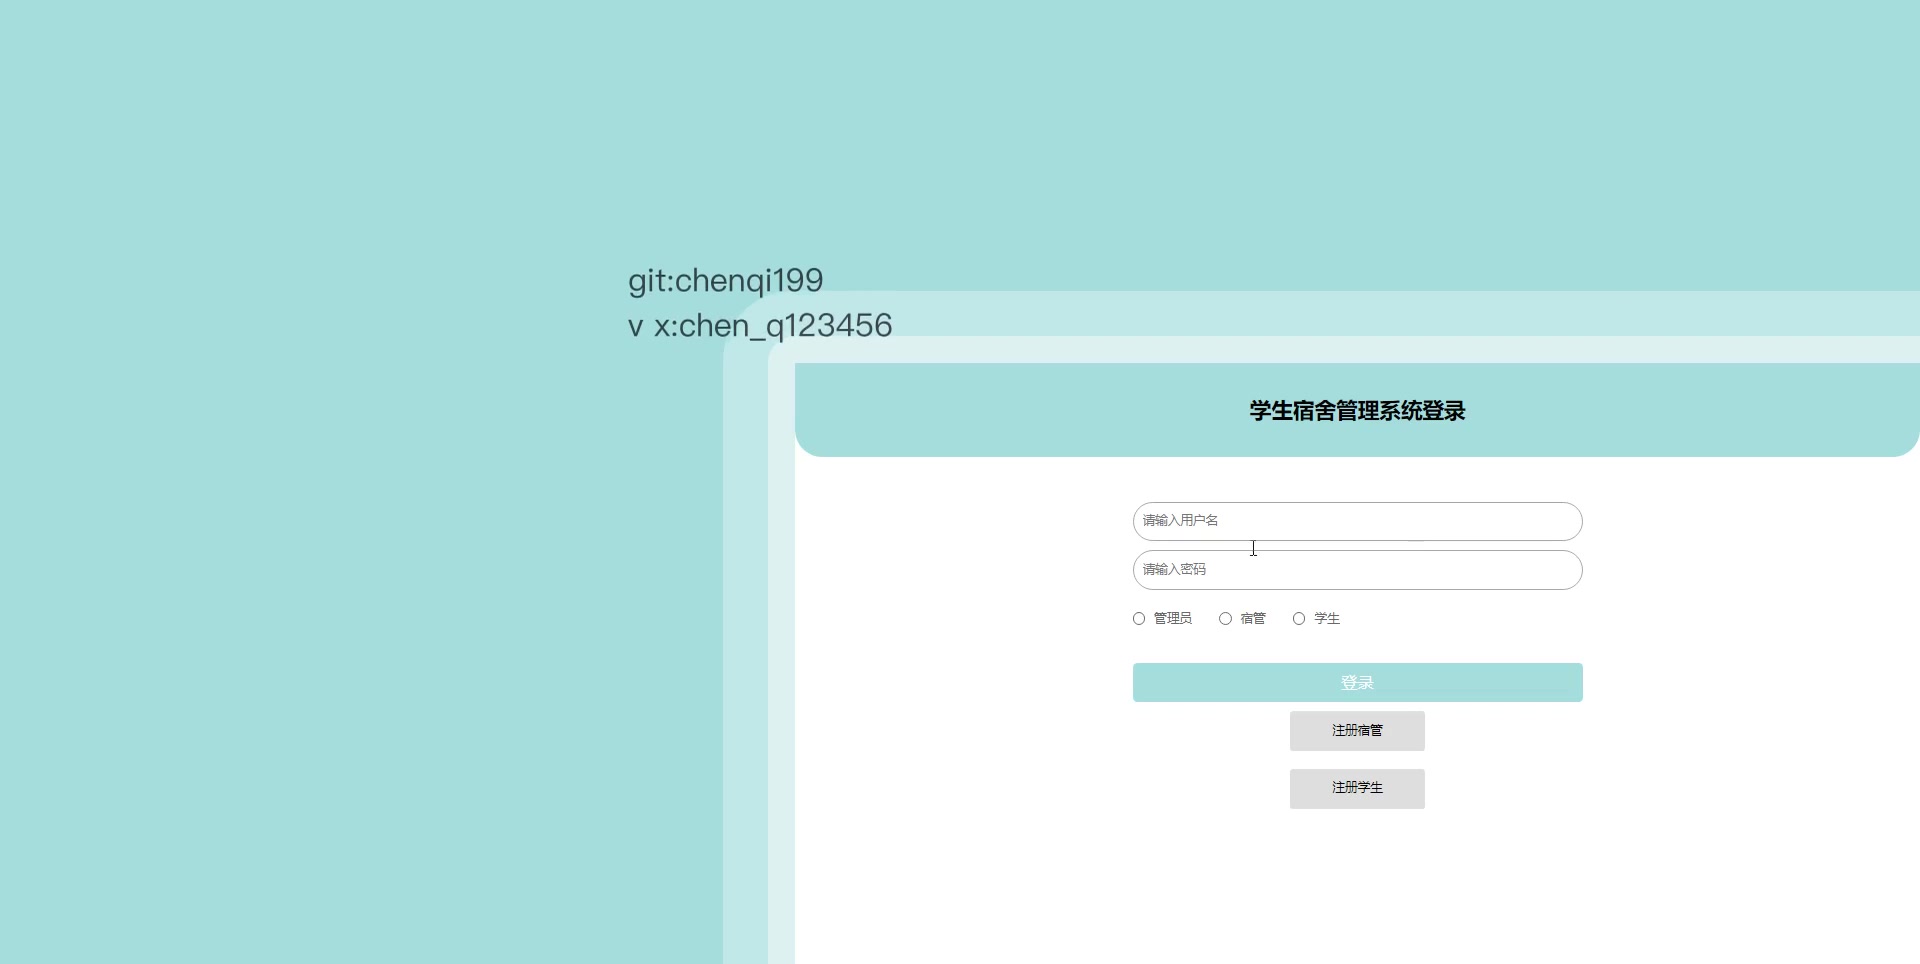 git:chenqi199
v x:chen_q123456
学生宿舍管理系统登录
请输入用户名
请输入密码
管理员 宿管 学生
登录
注册宿管
注册学生